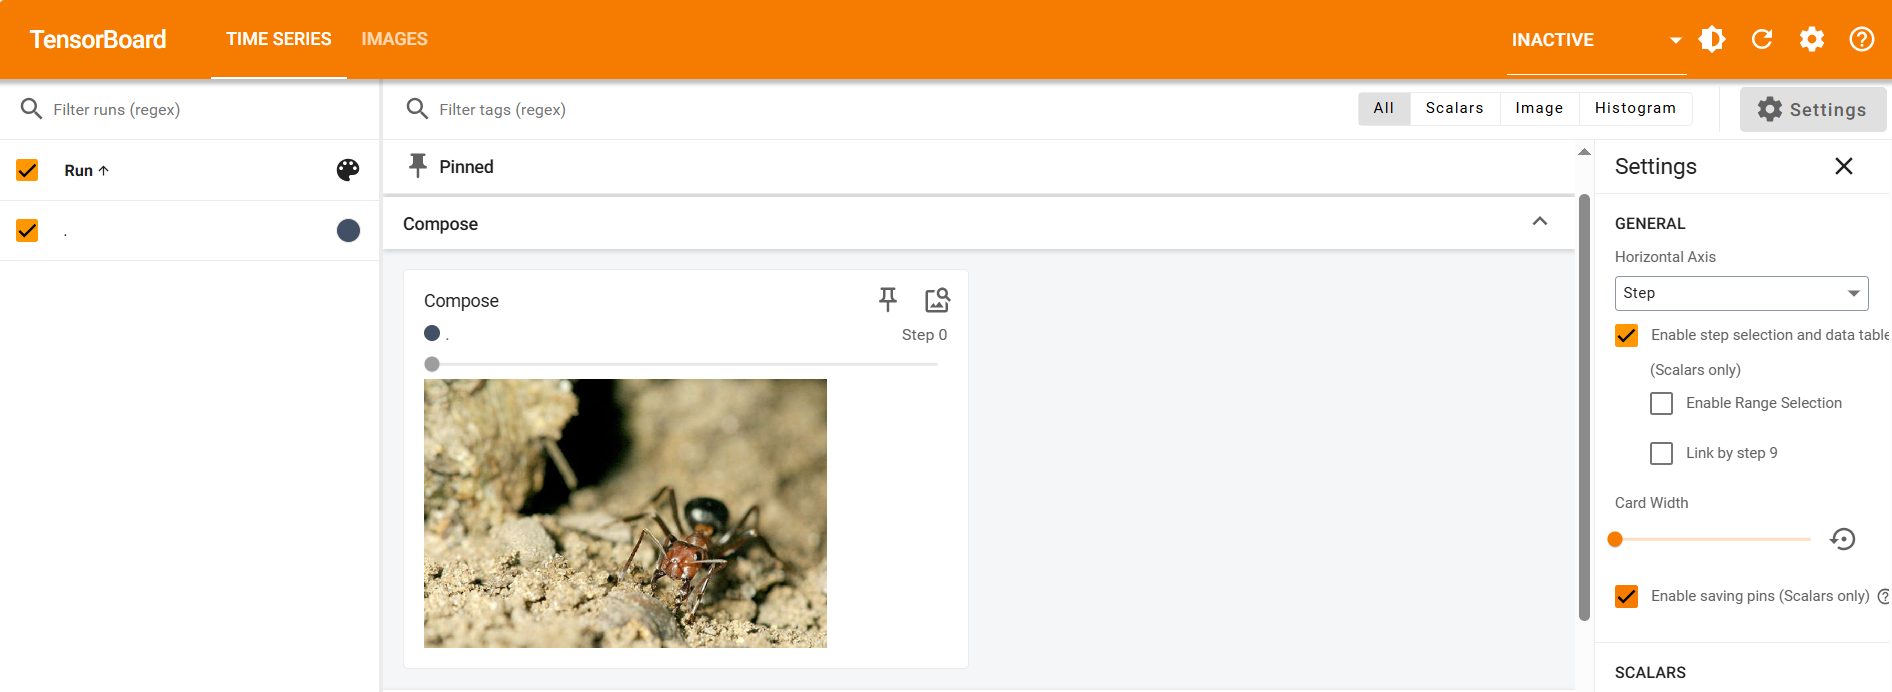 TensorBoard
TIME SERIES
IMAGES
INACTIVE
Filter runs (regex)
Filter tags (regex)
All
Scalars
Image
Histogram
Settings
Run
.
Pinned
Compose
Compose
.
Step 0
Settings
GENERAL
Horizontal Axis
Step
Enable step selection and data table
(Scalars only)
Enable Range Selection
Link by step 9
Card Width
Enable saving pins (Scalars only)
SCALARS